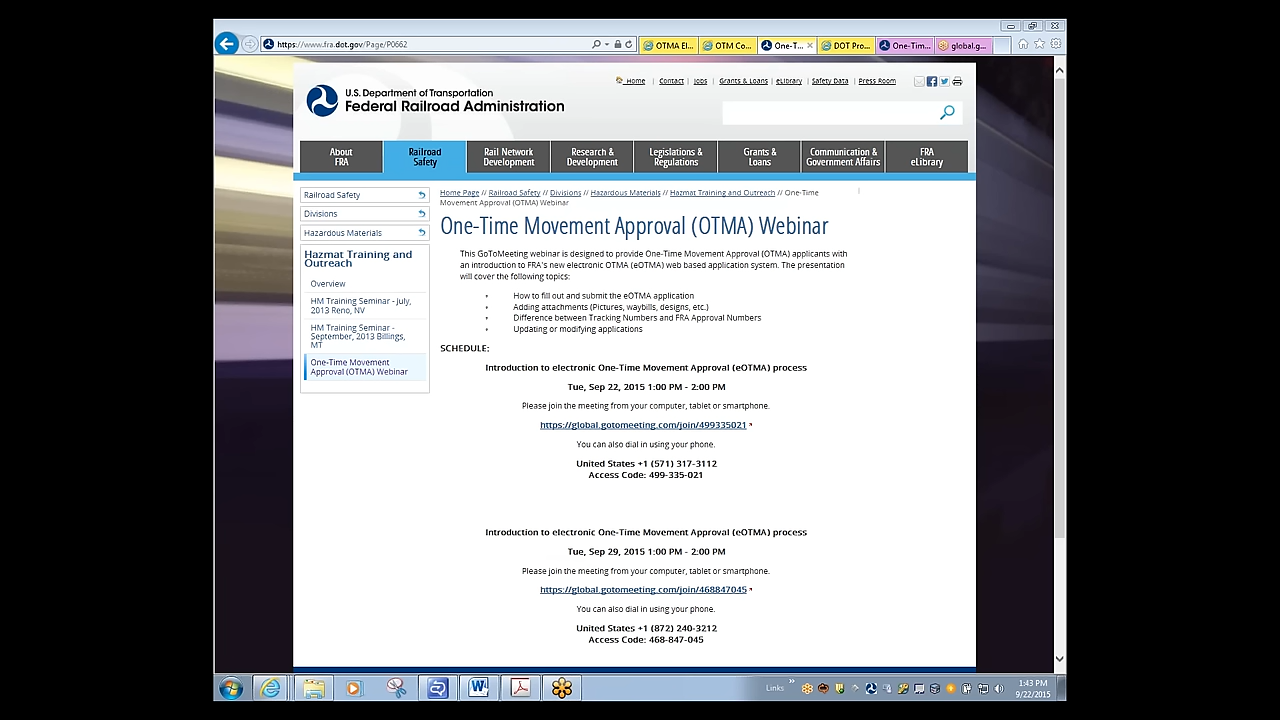 https://www.fra.dot.gov/Page/P0662
OTMA El...
OTM Co...
One-T...
DOT Pro...
One-Tim...
global.g...
Home | Contact | Jobs | Grants & Loans | eLibrary | Safety Data | Press Room
U.S. Department of Transportation
Federal Railroad Administration
About FRA
Railroad Safety
Rail Network Development
Research & Development
Legislations & Regulations
Grants & Loans
Communication & Government Affairs
FRA eLibrary
Railroad Safety
Divisions
Hazardous Materials
Hazmat Training and
Outreach
Overview
HM Training Seminar - July,
2013 Reno, NV
HM Training Seminar -
September, 2013 Billings,
MT
One-Time Movement
Approval (OTMA) Webinar
Home Page // Railroad Safety // Divisions // Hazardous Materials // Hazmat Training and Outreach // One-Time
Movement Approval (OTMA) Webinar
One-Time Movement Approval (OTMA) Webinar
This GoToMeeting webinar is designed to provide One-Time Movement Approval (OTMA) applicants with
an introduction to FRA's new electronic OTMA (eOTMA) web based application system. The presentation
will cover the following topics:
How to fill out and submit the eOTMA application
Adding attachments (Pictures, waybills, designs, etc.)
Difference between Tracking Numbers and FRA Approval Numbers
Updating or modifying applications
SCHEDULE:
Introduction to electronic One-Time Movement Approval (eOTMA) process
Tue, Sep 22, 2015 1:00 PM - 2:00 PM
Please join the meeting from your computer, tablet or smartphone.
https://global.gotomeeting.com/join/499335021
You can also dial in using your phone.
United States +1 (571) 317-3112
Access Code: 499-335-021
Introduction to electronic One-Time Movement Approval (eOTMA) process
Tue, Sep 29, 2015 1:00 PM - 2:00 PM
Please join the meeting from your computer, tablet or smartphone.
https://global.gotomeeting.com/join/468847045
You can also dial in using your phone.
United States +1 (872) 240-3212
Access Code: 468-847-045
Links
1:43 PM
9/22/2015